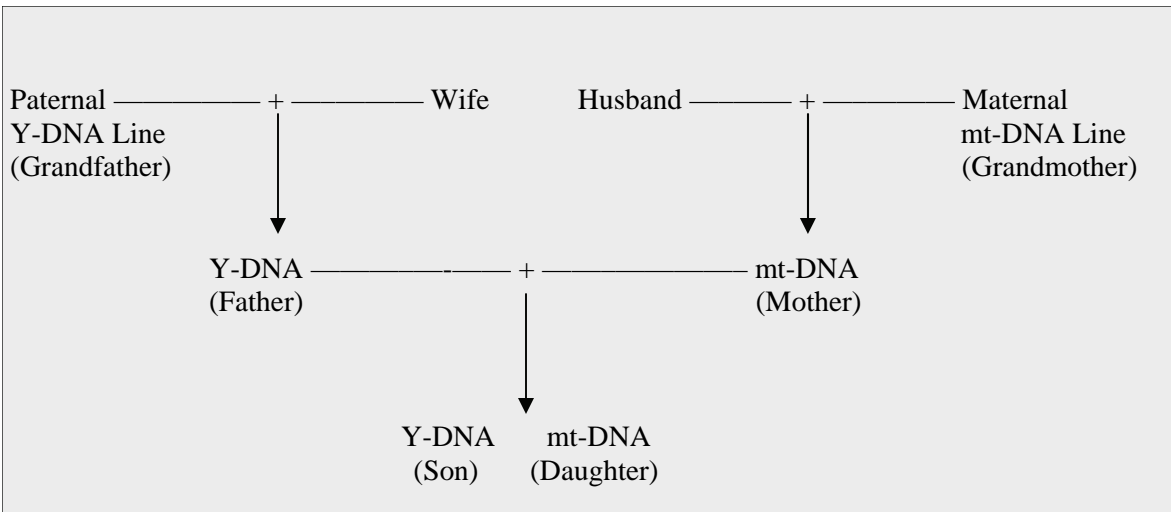 Paternal ——————— + ——————— Wife Husband ————— + ——————— Maternal
Y-DNA Line mt-DNA Line
(Grandfather) (Grandmother)
Y-DNA ———————-——— + ——————————— mt-DNA
(Father) (Mother)
Y-DNA mt-DNA
(Son) (Daughter)